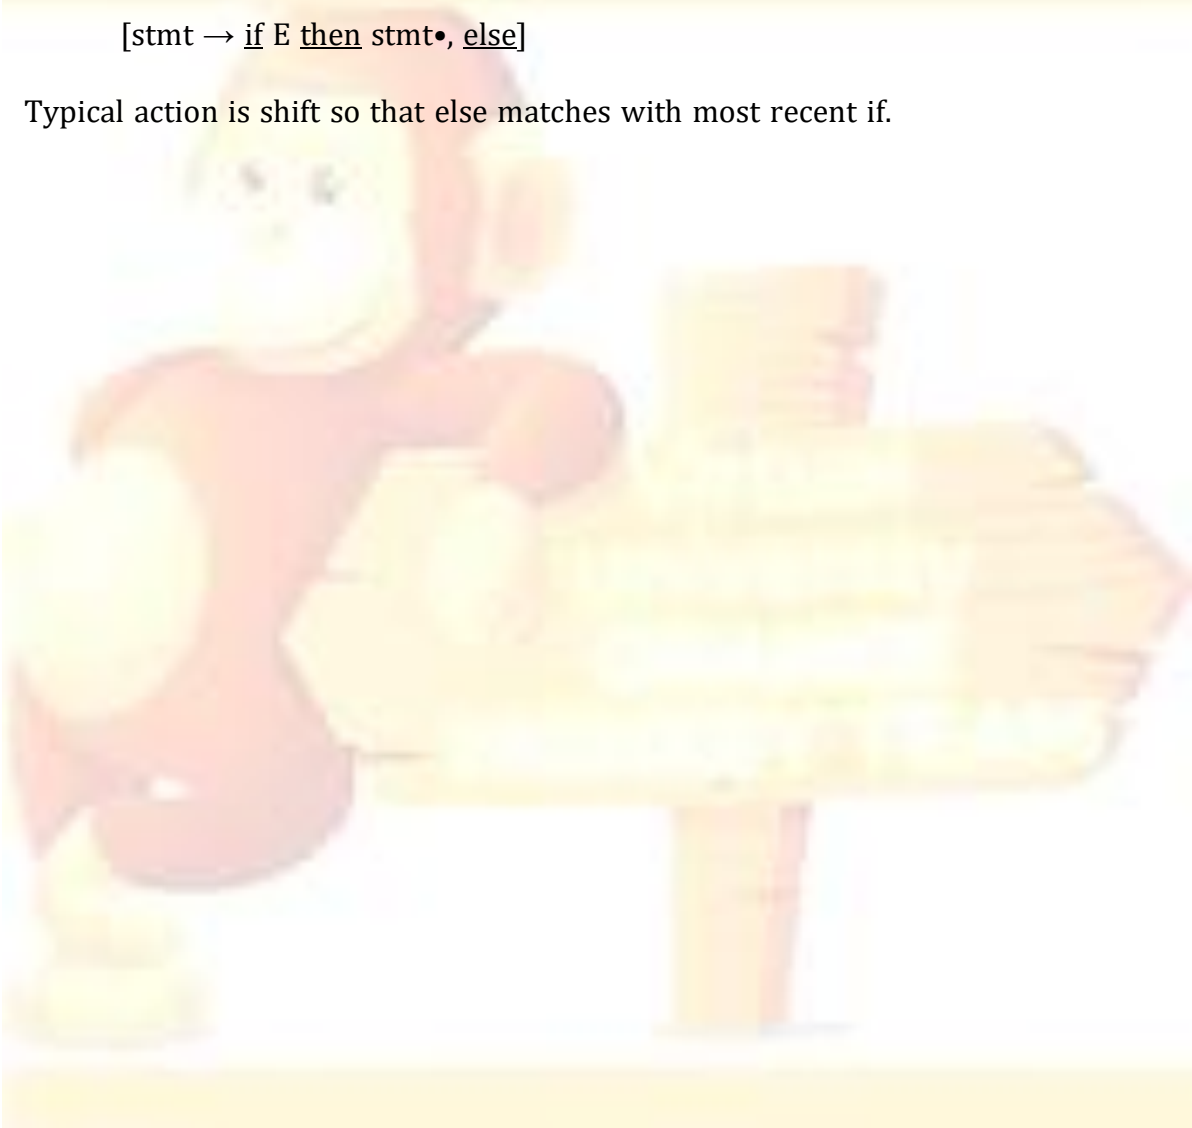 [stmt → if E then stmt•, else]
Typical action is shift so that else matches with most recent if.